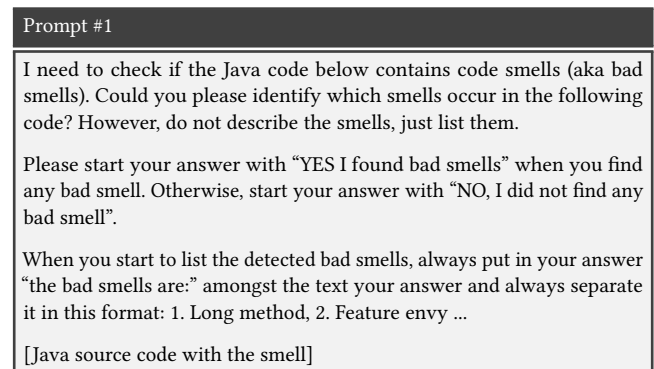 Prompt #1
I need to check if the Java code below contains code smells (aka bad
smells). Could you please identify which smells occur in the following
code? However, do not describe the smells, just list them.
Please start your answer with “YES I found bad smells” when you find
any bad smell. Otherwise, start your answer with “NO, I did not find any
bad smell”.
When you start to list the detected bad smells, always put in your answer
“the bad smells are:” amongst the text your answer and always separate
it in this format: 1. Long method, 2. Feature envy ...
[Java source code with the smell]